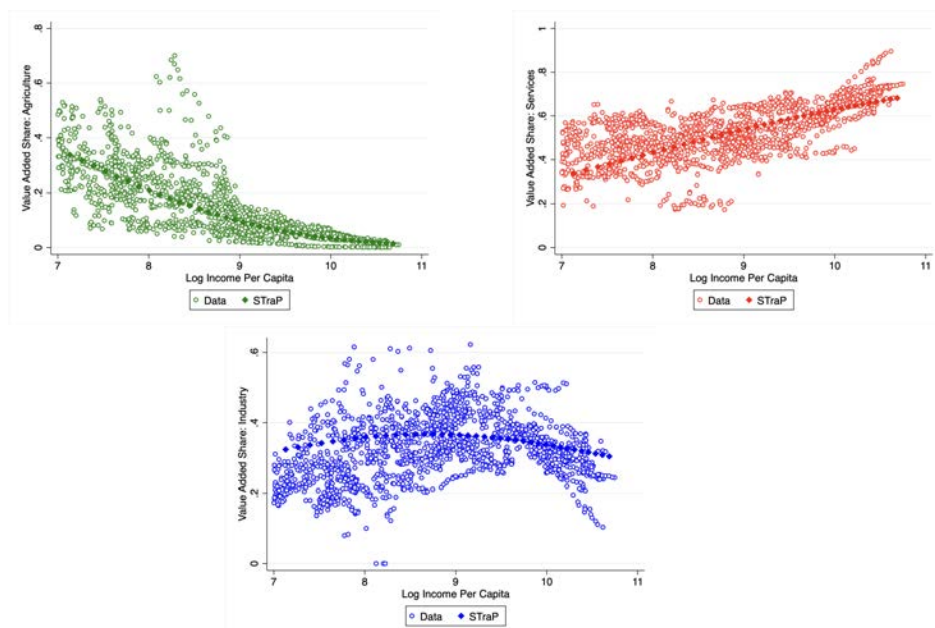 Value Added Share: Agriculture
.8
.6
.4
.2
0
7 8 9 10 11
Log Income Per Capita
Data STraP
Value Added Share: Services
1
.8
.6
.4
.2
0
7 8 9 10 11
Log Income Per Capita
Data STraP
Value Added Share: Industry
.6
.4
.2
0
7 8 9 10 11
Log Income Per Capita
Data STraP